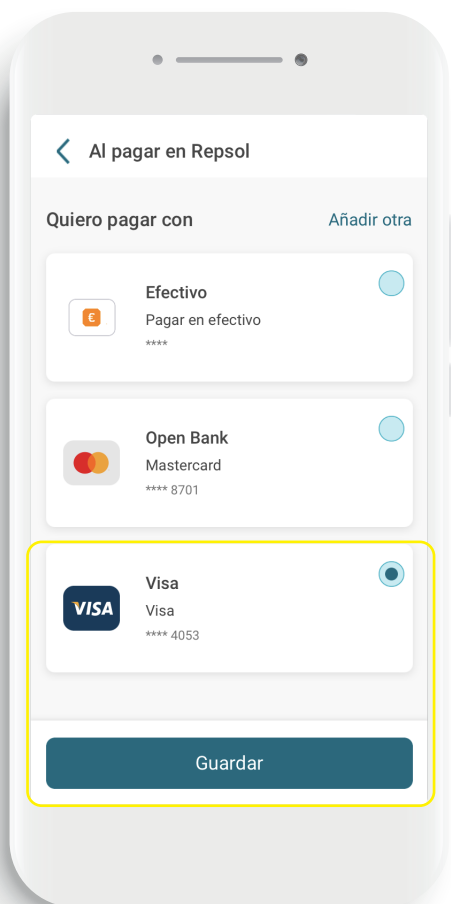 Al pagar en Repsol
Quiero pagar con
Añadir otra
€
Efectivo
Pagar en efectivo
****
Open Bank
Mastercard
**** 8701
VISA
Visa
Visa
**** 4053
Guardar